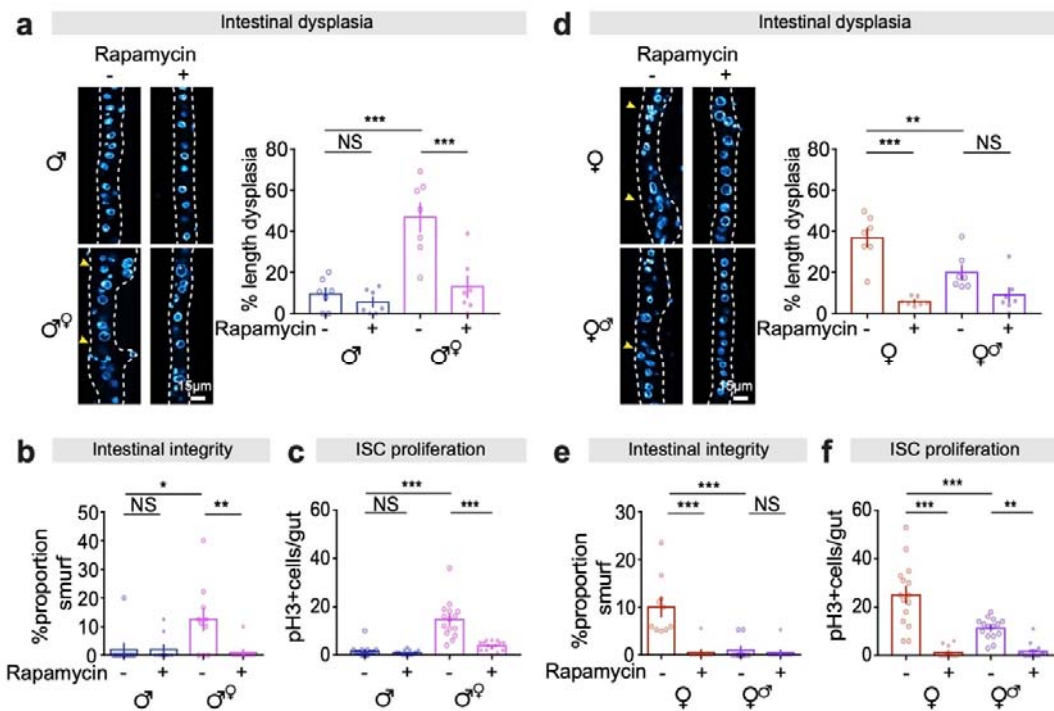 a Intestinal dysplasia
Rapamycin
- +
♂
♂♀
15μm
% length dysplasia
80
60
40
20
0
NS
***
***
Rapamycin - + - +
♂ ♂♀
d Intestinal dysplasia
Rapamycin
- +
♀
♀♂
15μm
% length dysplasia
80
60
40
20
0
**
***
NS
Rapamycin - + - +
♀ ♀♂
b Intestinal integrity
%proportion
smurf
50
40
30
20
10
0
*
NS
**
Rapamycin - + - +
♂ ♂♀
c ISC proliferation
pH3+cells/gut
60
40
20
0
***
NS
***
- + - +
♂ ♂♀
e Intestinal integrity
%proportion
smurf
30
20
10
0
***
***
NS
Rapamycin - + - +
♀ ♀♂
f ISC proliferation
pH3+cells/gut
60
40
20
0
***
***
**
- + - +
♀ ♀♂